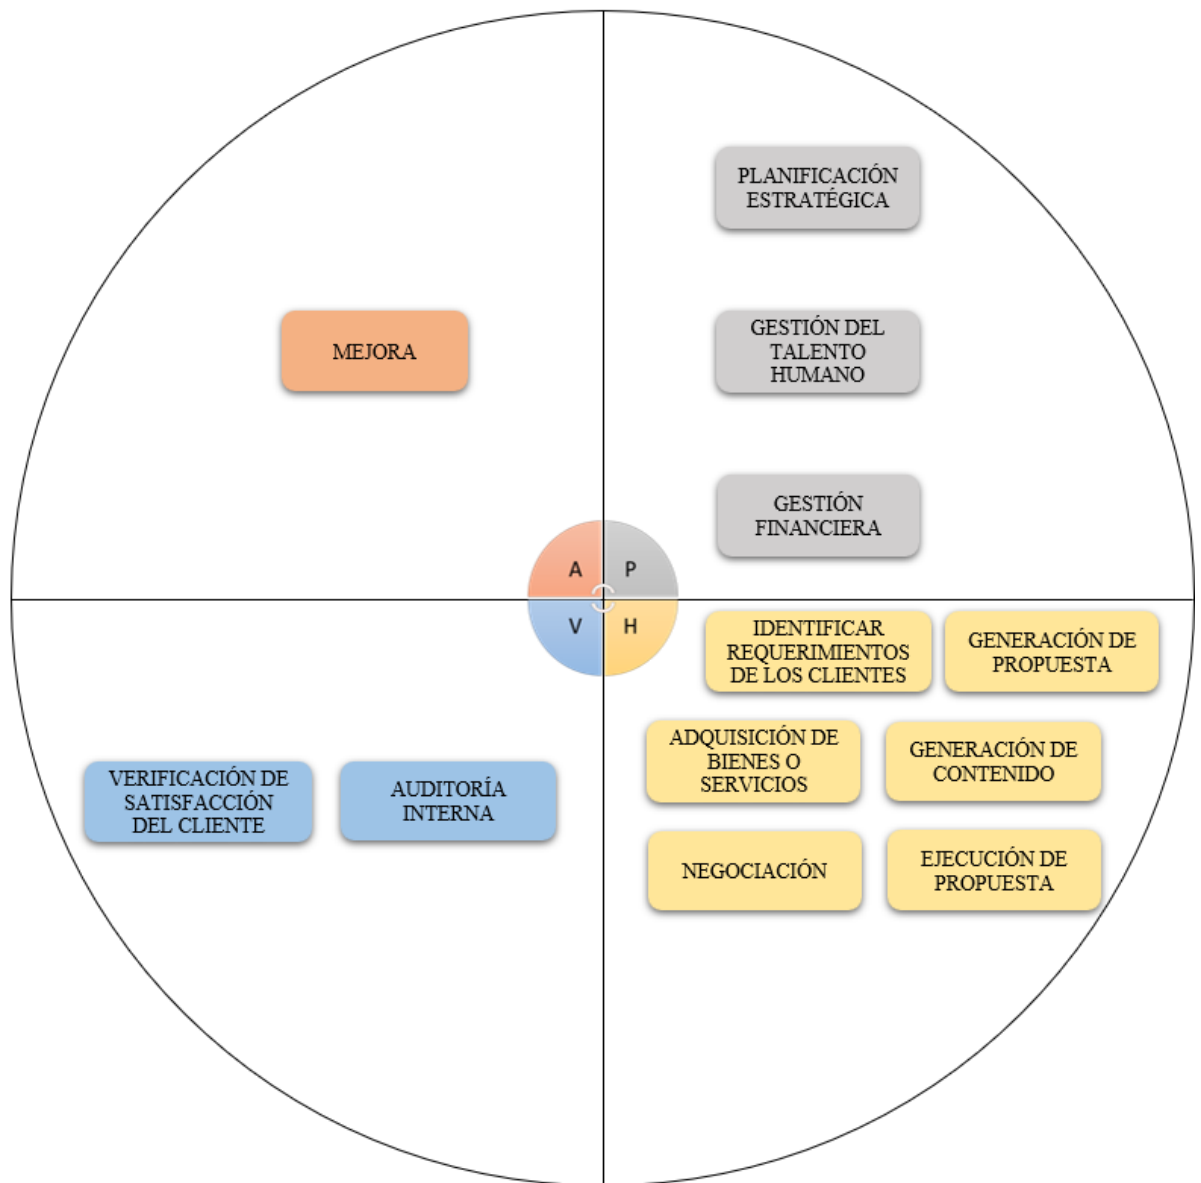 PLANIFICACIÓN
ESTRATÉGICA
MEJORA
GESTIÓN DEL
TALENTO
HUMANO
GESTIÓN
FINANCIERA
A
P
V
H
IDENTIFICAR
REQUERIMIENTOS
DE LOS CLIENTES
GENERACIÓN DE
PROPUESTA
ADQUISICIÓN DE
BIENES O
SERVICIOS
GENERACIÓN DE
CONTENIDO
VERIFICACIÓN DE
SATISFACCIÓN
DEL CLIENTE
AUDITORÍA
INTERNA
NEGOCIACIÓN
EJECUCIÓN DE
PROPUESTA